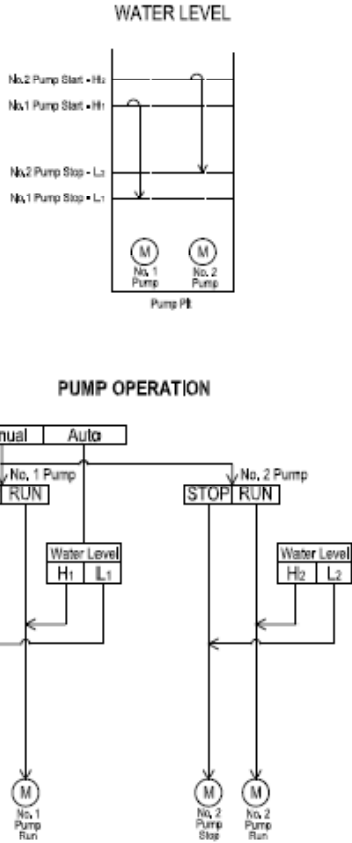 WATER LEVEL
No.2 Pump Start - H2
No.1 Pump Start - H1
No.2 Pump Stop - L2
No.1 Pump Stop - L1
M M
No. 1 No. 2
Pump Pump
Pump Pit
PUMP OPERATION
nual Auto
No. 1 Pump No. 2 Pump
RUN STOP RUN
Water Level Water Level
H1 L1 H2 L2
M M M
No. 1 No. 2 No. 2
Pump Pump Pump
Run Stop Run